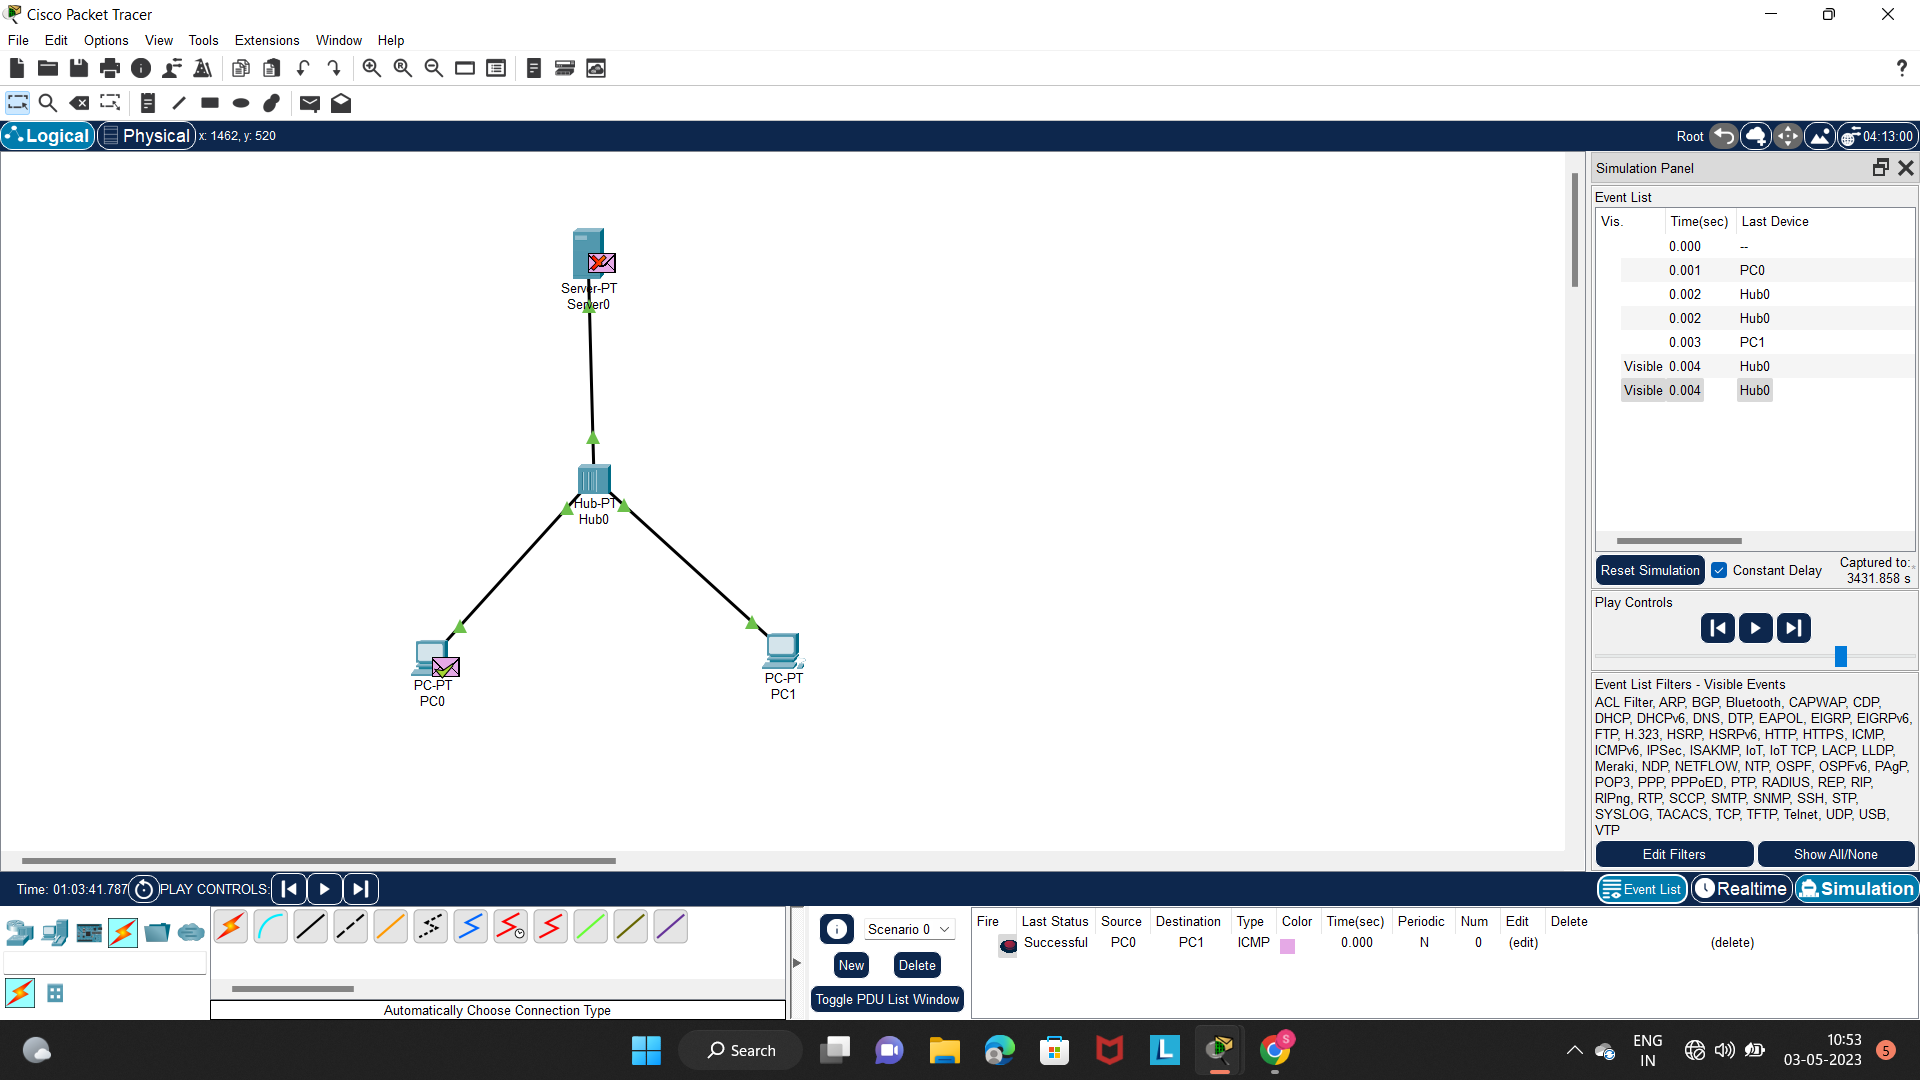 Cisco Packet Tracer
File Edit Options View Tools Extensions Window Help
?
Logical Physical x: 1462, y: 520 Root 04:13:00
Simulation Panel
Event List
Vis. Time(sec) Last Device
0.000 --
0.001 PC0
0.002 Hub0
0.002 Hub0
0.003 PC1
Visible 0.004 Hub0
Visible 0.004 Hub0
Server-PT
Server0
Hub-PT
Hub0
PC-PT
PC0
PC-PT
PC1
Reset Simulation Constant Delay Captured to:
3431.858 s
Play Controls
Event List Filters - Visible Events
ACL Filter, ARP, BGP, Bluetooth, CAPWAP, CDP,
DHCP, DHCPv6, DNS, DTP, EAPOL, EIGRP, EIGRPv6,
FTP, H.323, HSRP, HSRPv6, HTTP, HTTPS, ICMP,
ICMPv6, IPSec, ISAKMP, IoT, IoT TCP, LACP, LLDP,
Meraki, NDP, NETFLOW, NTP, OSPF, OSPFv6, PAgP,
POP3, PPP, PPPoED, PTP, RADIUS, REP, RIP,
RIPng, RTP, SCCP, SMTP, SNMP, SSH, STP,
SYSLOG, TACACS, TCP, TFTP, Telnet, UDP, USB,
VTP
Edit Filters Show All/None
Time: 01:03:41.787 PLAY CONTROLS: Event List Realtime Simulation
Scenario 0
New Delete
Toggle PDU List Window
Fire Last Status Source Destination Type Color Time(sec) Periodic Num Edit Delete
Successful PC0 PC1 ICMP 0.000 N 0 (edit) (delete)
Automatically Choose Connection Type
Search
L
S
ENG
IN
10:53
03-05-2023
5